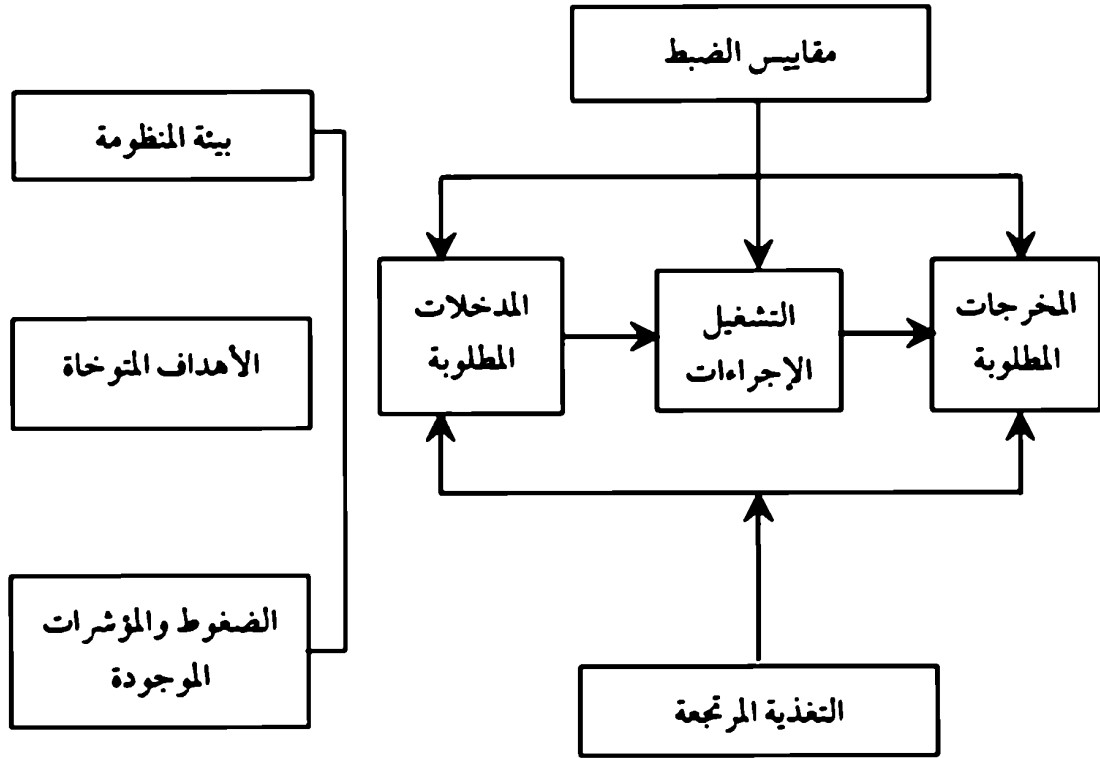 مقاييس الضبط
بيئة المنظومة
المخرجات
المطلوبة
التشغيل
الإجراءات
المدخلات
المطلوبة
الأهداف المتوخاة
الضغوط والمؤشرات
الموجودة
التغذية المرتجعة